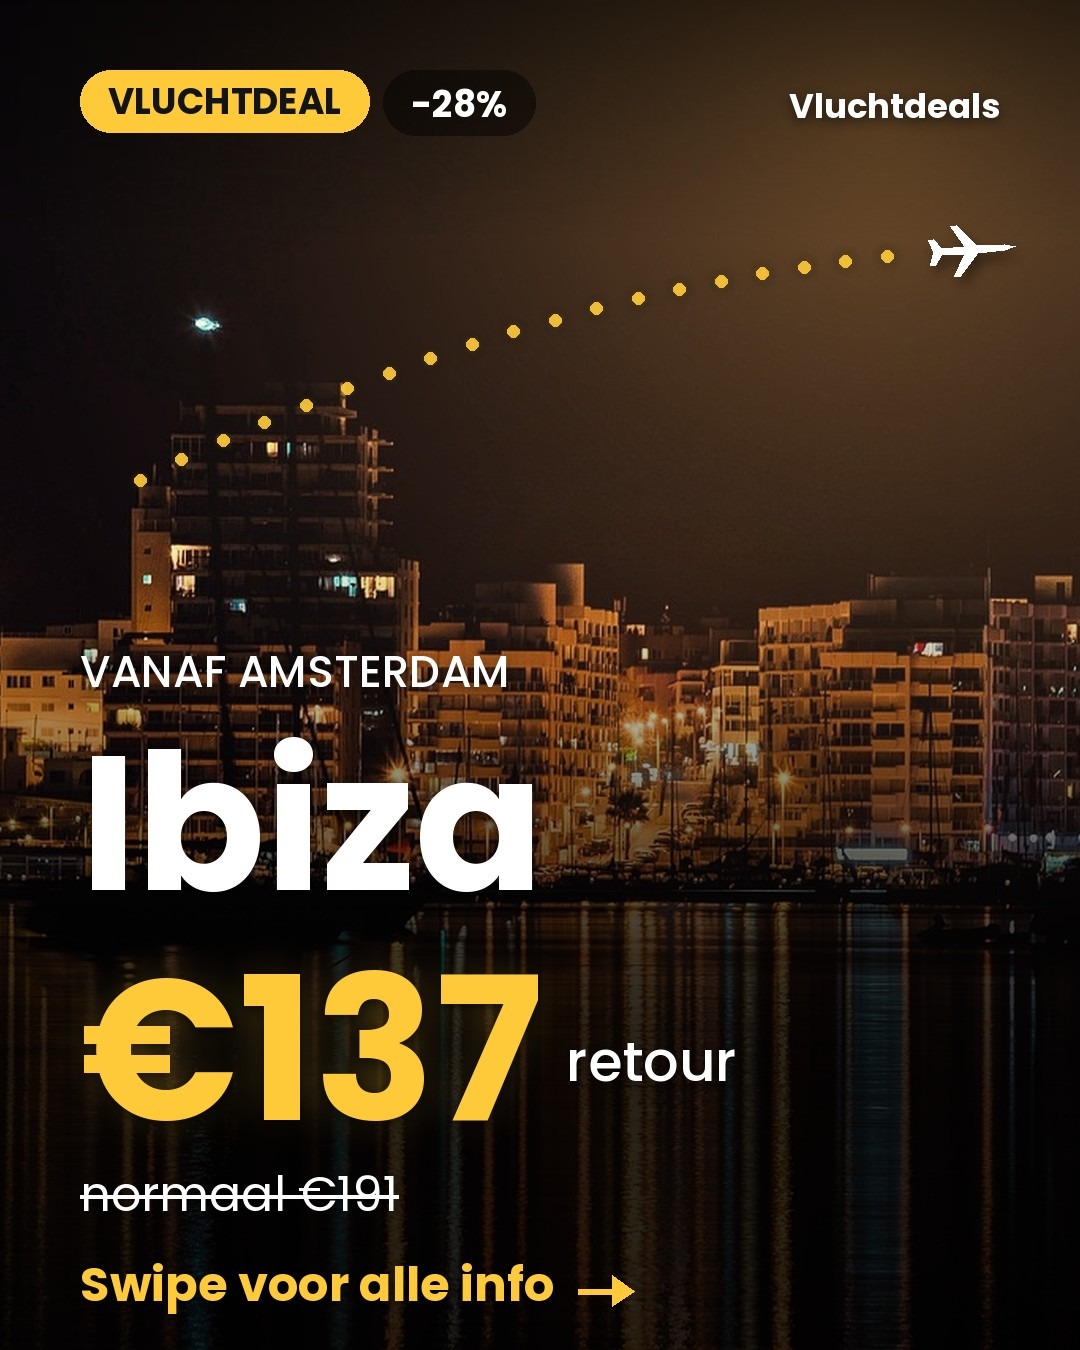 VLUCHTDEAL -28% Vluchtdeals
VANAF AMSTERDAM
Ibiza
€137 retour
normaal €191
Swipe voor alle info →